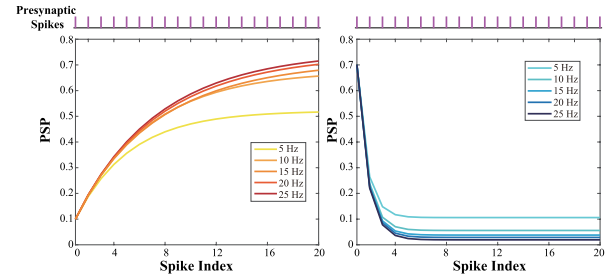 Presynaptic
Spikes
0.8
0.7
0.6
0.5
0.4
0.3
0.2
0.1
0
PSP
0 4 8 12 16 20
Spike Index
5 Hz
10 Hz
15 Hz
20 Hz
25 Hz
0.8
0.7
0.6
0.5
0.4
0.3
0.2
0.1
0
PSP
0 4 8 12 16 20
Spike Index
5 Hz
10 Hz
15 Hz
20 Hz
25 Hz